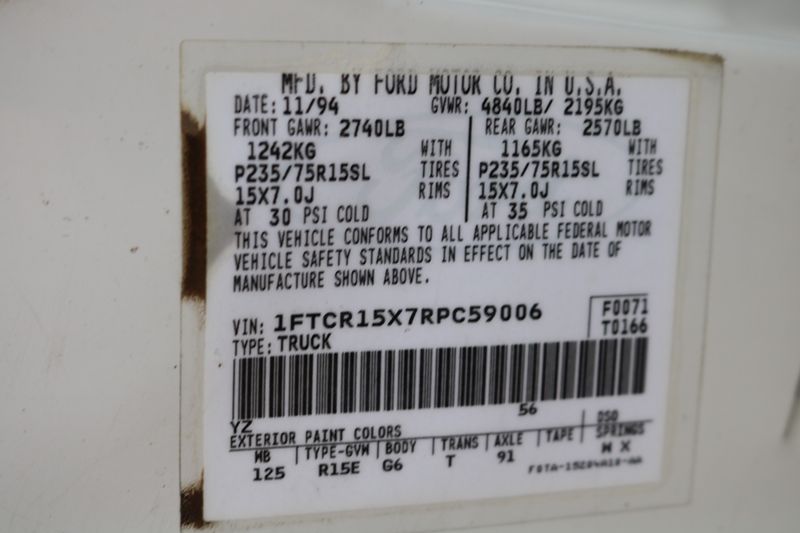 MFD. BY FORD MOTOR CO. IN U.S.A.
DATE: 11/94 GVWR: 4840LB/ 2195KG
FRONT GAWR: 2740LB REAR GAWR: 2570LB
1242KG WITH 1165KG WITH
P235/75R15SL TIRES P235/75R15SL TIRES
15X7.0J RIMS 15X7.0J RIMS
AT 30 PSI COLD AT 35 PSI COLD
THIS VEHICLE CONFORMS TO ALL APPLICABLE FEDERAL MOTOR
VEHICLE SAFETY STANDARDS IN EFFECT ON THE DATE OF
MANUFACTURE SHOWN ABOVE.
VIN: 1FTCR15X7RPC59006 F0071
TYPE: TRUCK T0166
56
YZ DSO
EXTERIOR PAINT COLORS
WB TYPE-GVW BODY TRANS AXLE TAPE SPRINGS
125 R15E G6 T 91 W X